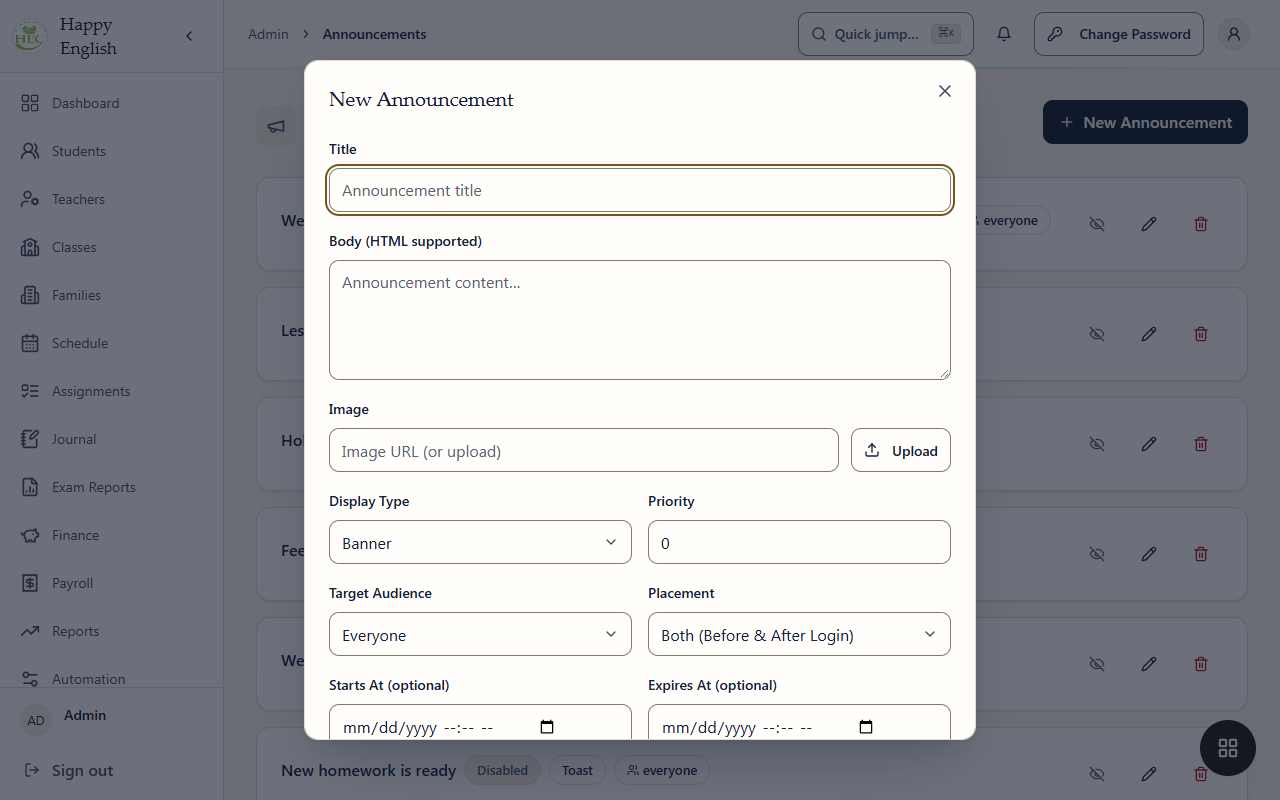 HEC
Happy
English
Admin
Announcements
Quick jump...
⌘K
Change Password
Dashboard
Students
Teachers
Classes
Families
Schedule
Assignments
Journal
Exam Reports
Finance
Payroll
Reports
Automation
AD
Admin
Sign out
New Announcement
everyone
New Announcement
Title
Announcement title
Body (HTML supported)
Announcement content...
Image
Image URL (or upload)
Upload
Display Type
Priority
Banner
0
Target Audience
Placement
Everyone
Both (Before & After Login)
Starts At (optional)
Expires At (optional)
mm/dd/yyyy --:-- --
mm/dd/yyyy --:-- --
New homework is ready
Disabled
Toast
everyone